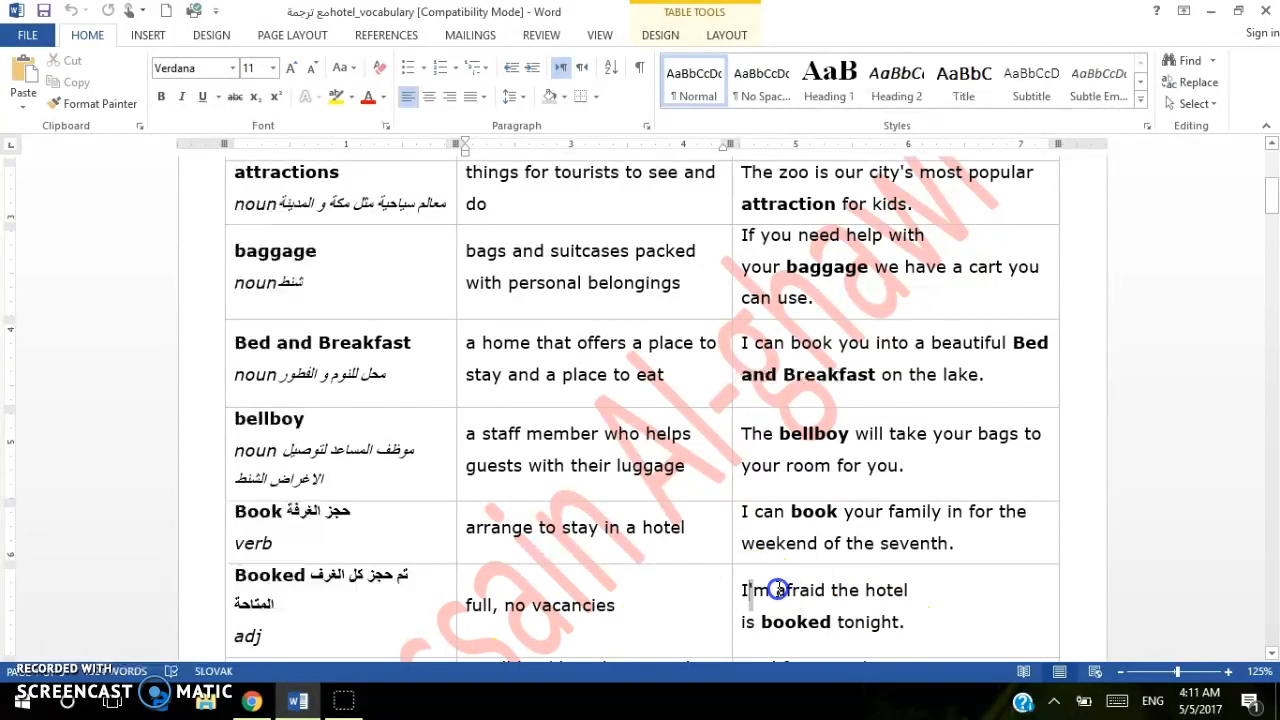 مع ترجمةhotel_vocabulary [Compatibility Mode] - Word
TABLE TOOLS
FILE HOME INSERT DESIGN PAGE LAYOUT REFERENCES MAILINGS REVIEW VIEW DESIGN LAYOUT Sign in
Cut
Copy
Format Painter
Paste
Verdana 11
AaBbCcDc AaBbCcDc AaB AaBbCc AaBbCc AaBbCcD AaBbCcDc
¶ Normal ¶ No Spac... Heading 1 Heading 2 Title Subtitle Subtle Em...
Find
Replace
Select
Clipboard Font Paragraph Styles Editing
attractions
noun معالم سياحية مثل مكة و المدينة
things for tourists to see and
do
The zoo is our city's most popular
attraction for kids.
baggage
noun شنط
bags and suitcases packed
with personal belongings
If you need help with
your baggage we have a cart you
can use.
Bed and Breakfast
noun محل للنوم و الفطور
a home that offers a place to
stay and a place to eat
I can book you into a beautiful Bed
and Breakfast on the lake.
bellboy
noun موظف المساعد لتوصيل
الاغراض الشنط
a staff member who helps
guests with their luggage
The bellboy will take your bags to
your room for you.
Book حجز الغرفة
verb
arrange to stay in a hotel
I can book your family in for the
weekend of the seventh.
Booked تم حجز كل الغرف
المتاحة
adj
full, no vacancies
I'm afraid the hotel
is booked tonight.
ssain Al-ghawi
WORDS SLOVAK 125%
RECORDED WITH
SCREENCAST MATIC
ENG
4:11 AM
5/5/2017